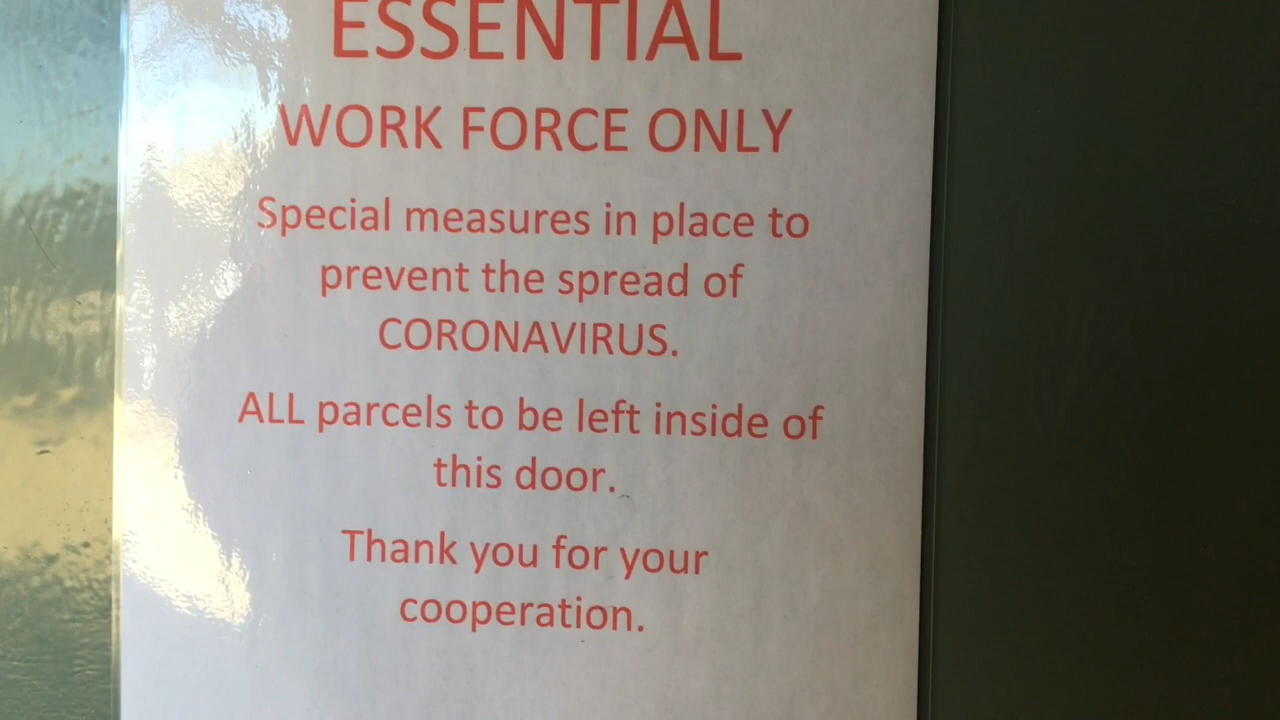 ESSENTIAL
WORK FORCE ONLY
Special measures in place to
prevent the spread of
CORONAVIRUS.
ALL parcels to be left inside of
this door.
Thank you for your
cooperation.